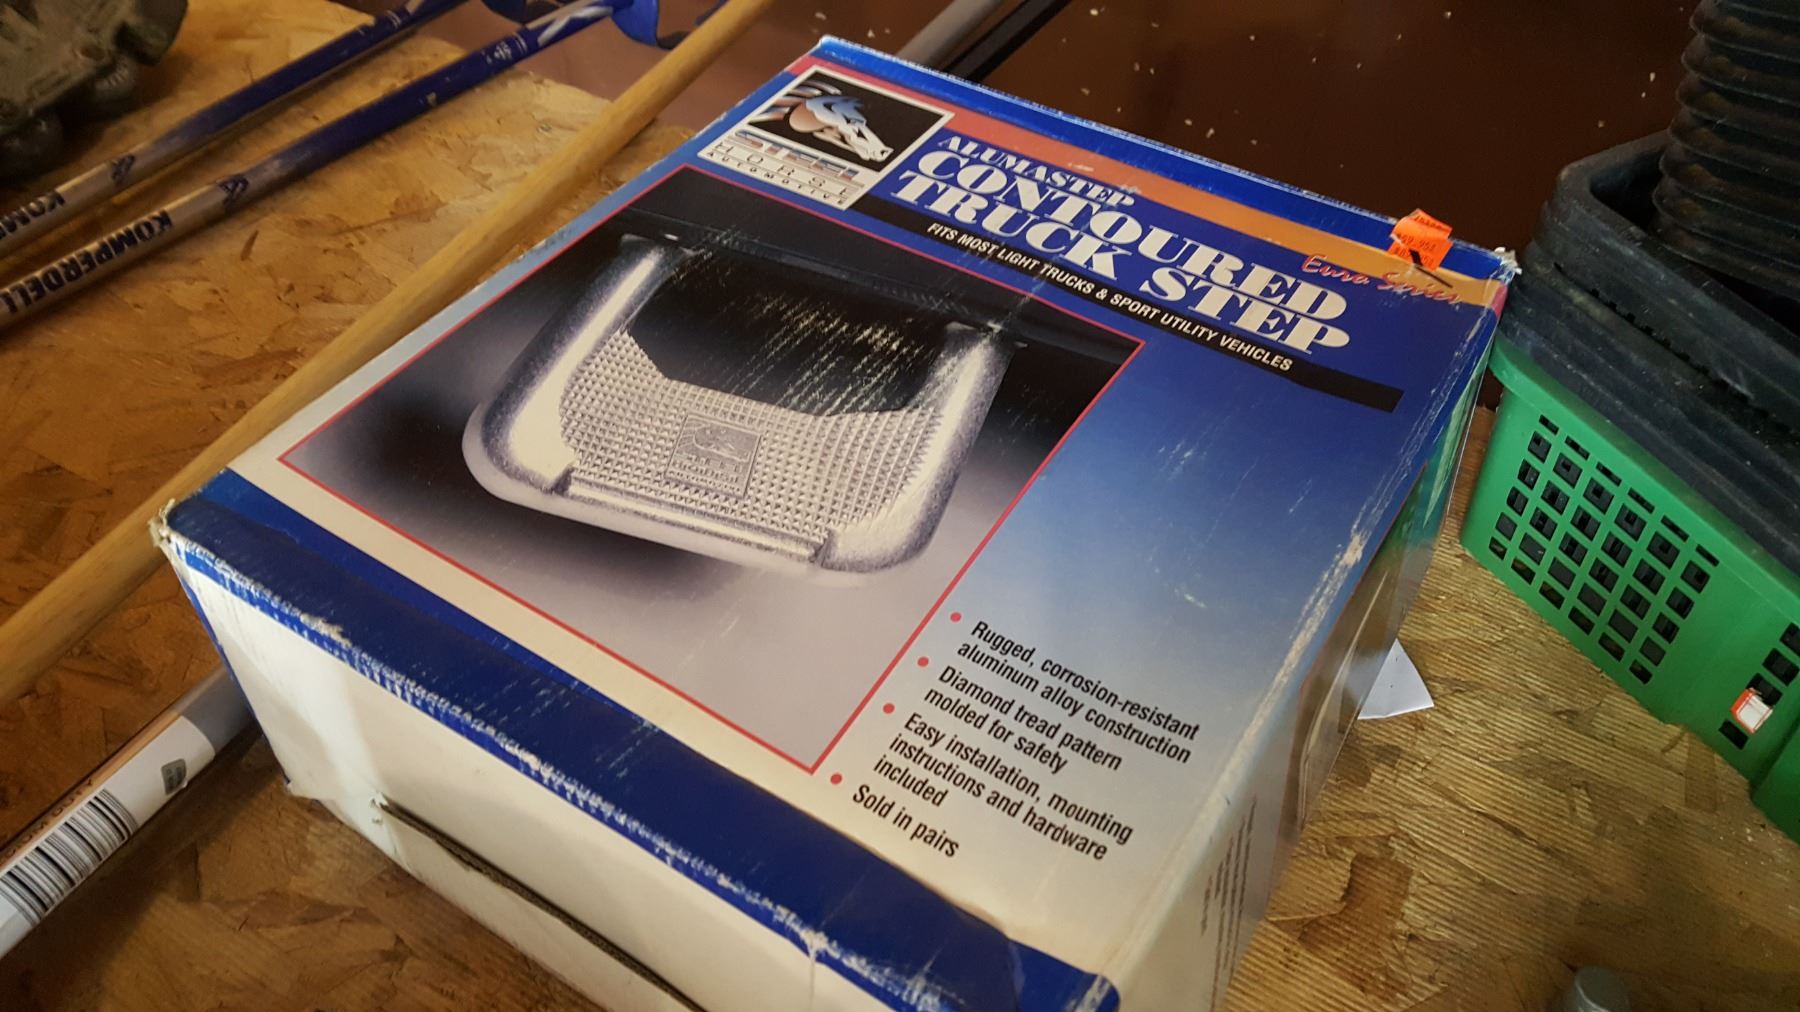 STEEL
HORSE
AUTOMOTIVE
ALUMASTEP
CONTOURED
TRUCK STEP
Euro Series
FITS MOST LIGHT TRUCKS & SPORT UTILITY VEHICLES
• Rugged, corrosion-resistant
aluminum alloy construction
• Diamond tread pattern
molded for safety
• Easy installation, mounting
instructions and hardware
included
• Sold in pairs
KOMPERDELL
KOMP